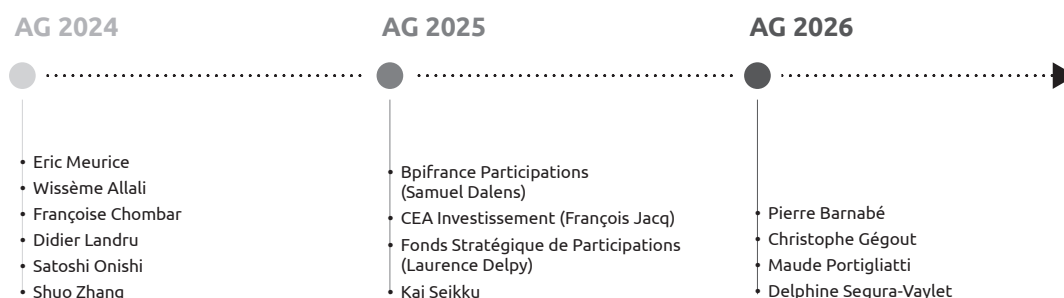 AG 2024
AG 2025
AG 2026
• Eric Meurice
• Wissème Allali
• Françoise Chombar
• Didier Landru
• Satoshi Onishi
• Shuo Zhang
• Bpifrance Participations
(Samuel Dalens)
• CEA Investissement (François Jacq)
• Fonds Stratégique de Participations
(Laurence Delpy)
• Kai Seikku
• Pierre Barnabé
• Christophe Gégout
• Maude Portigliatti
• Delphine Segura-Vaylet